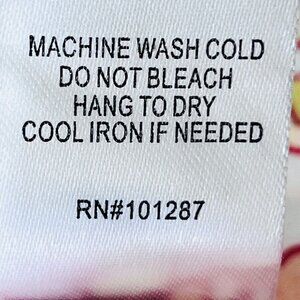 MACHINE WASH COLD
DO NOT BLEACH
HANG TO DRY
COOL IRON IF NEEDED
RN#101287